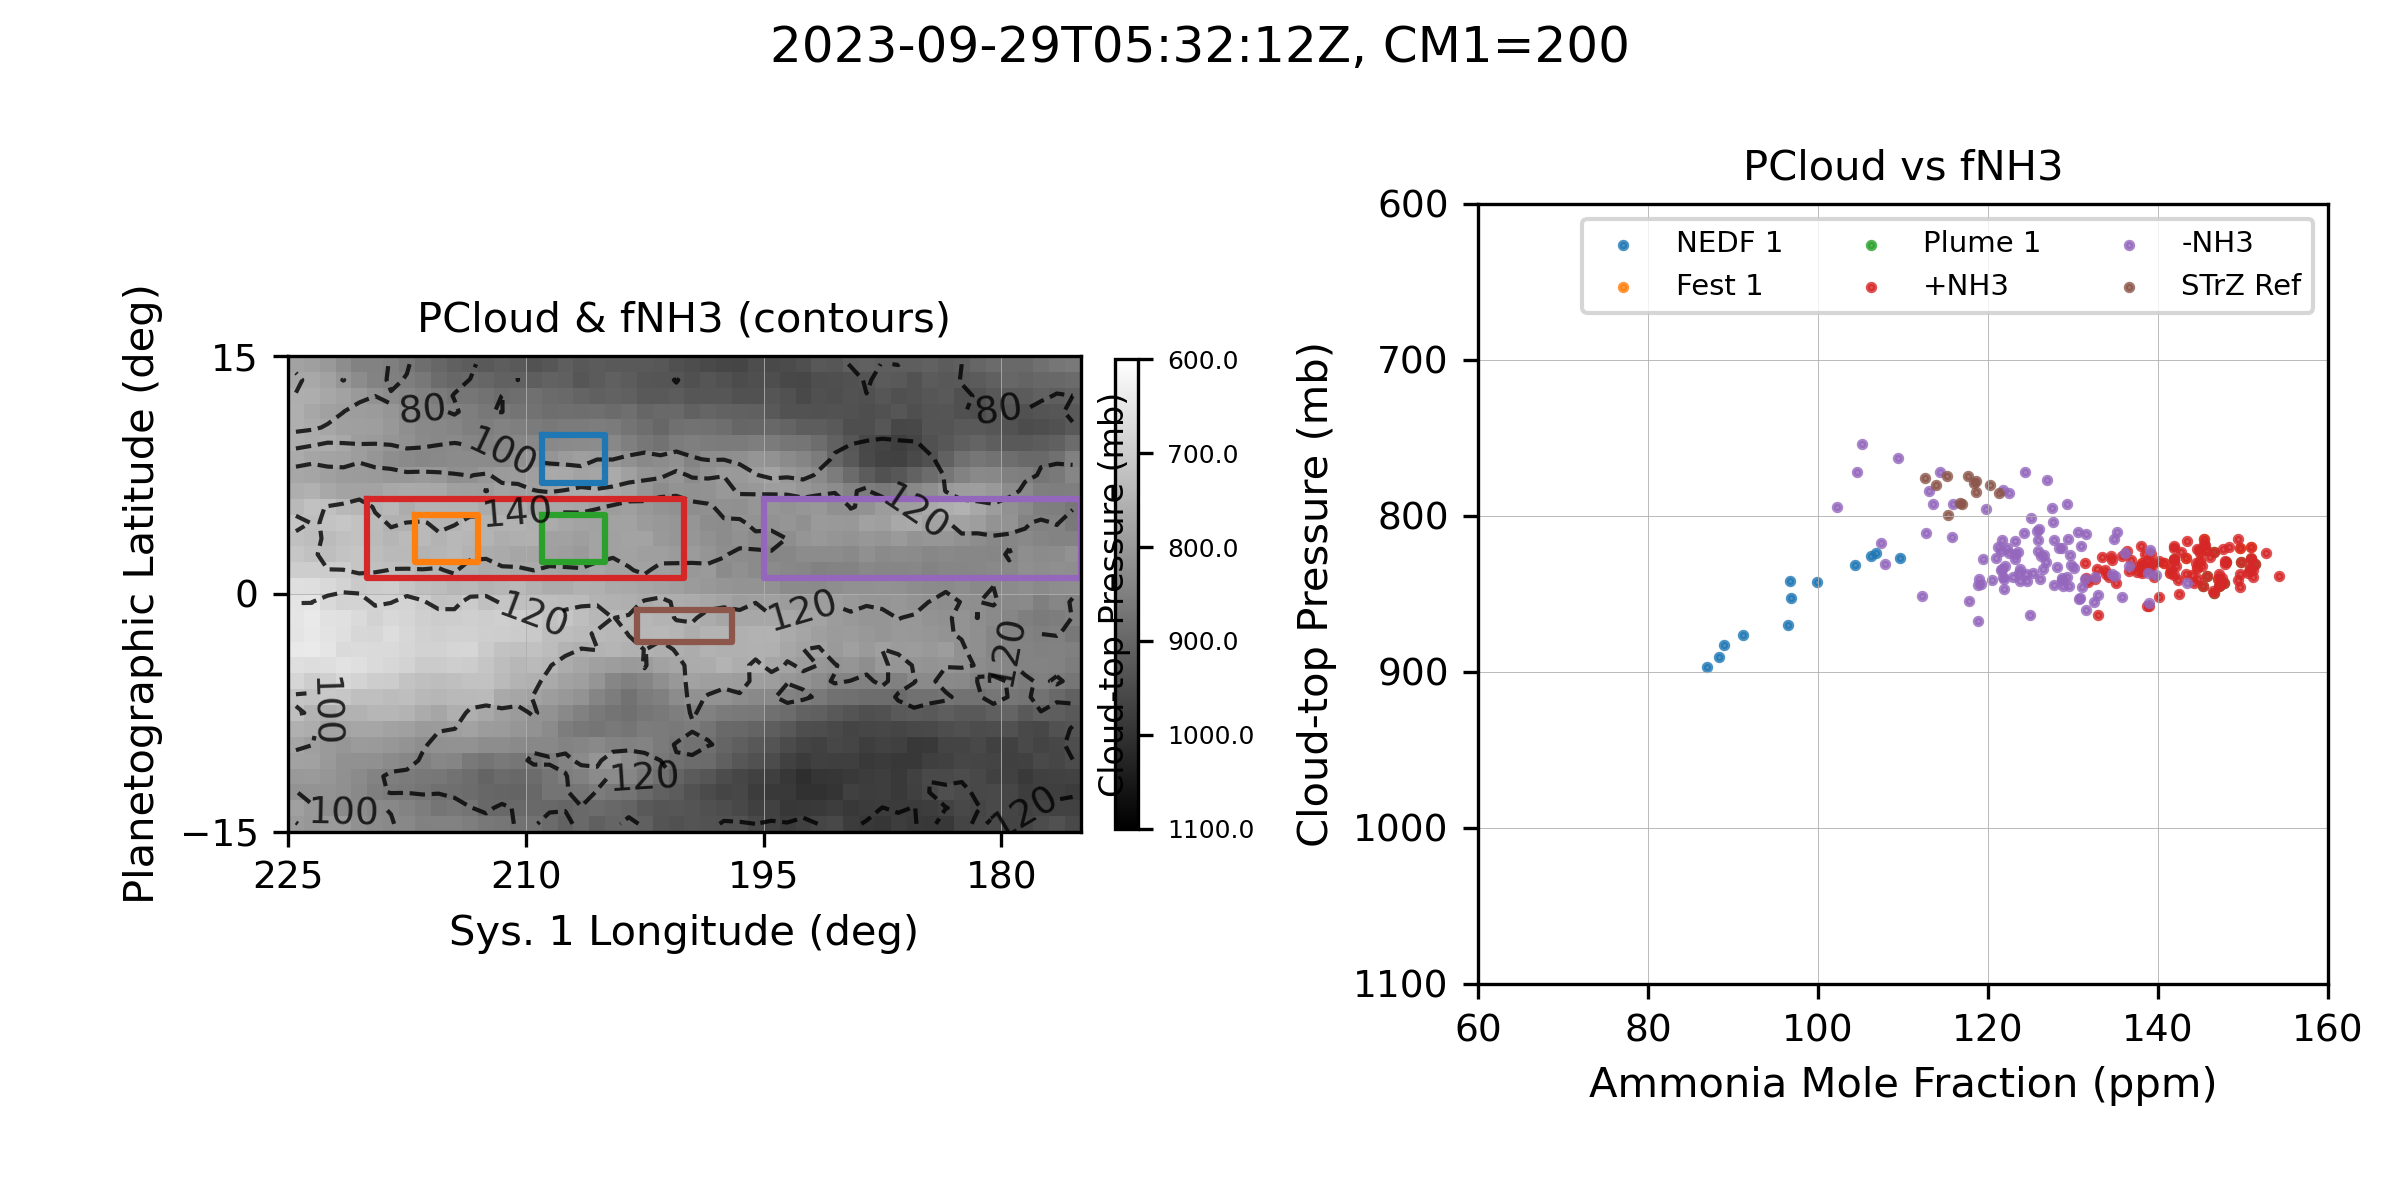 2023-09-29T05:32:12Z, CM1=200
PCloud & fNH3 (contours)
Planetographic Latitude (deg)
15
0
−15
225
210
195
180
Sys. 1 Longitude (deg)
80
80
100
140
120
120
120
120
100
100
120
120
Cloud-top Pressure (mb)
600.0
700.0
800.0
900.0
1000.0
1100.0
PCloud vs fNH3
Cloud-top Pressure (mb)
600
700
800
900
1000
1100
NEDF 1
Plume 1
-NH3
Fest 1
+NH3
STrZ Ref
60
80
100
120
140
160
Ammonia Mole Fraction (ppm)